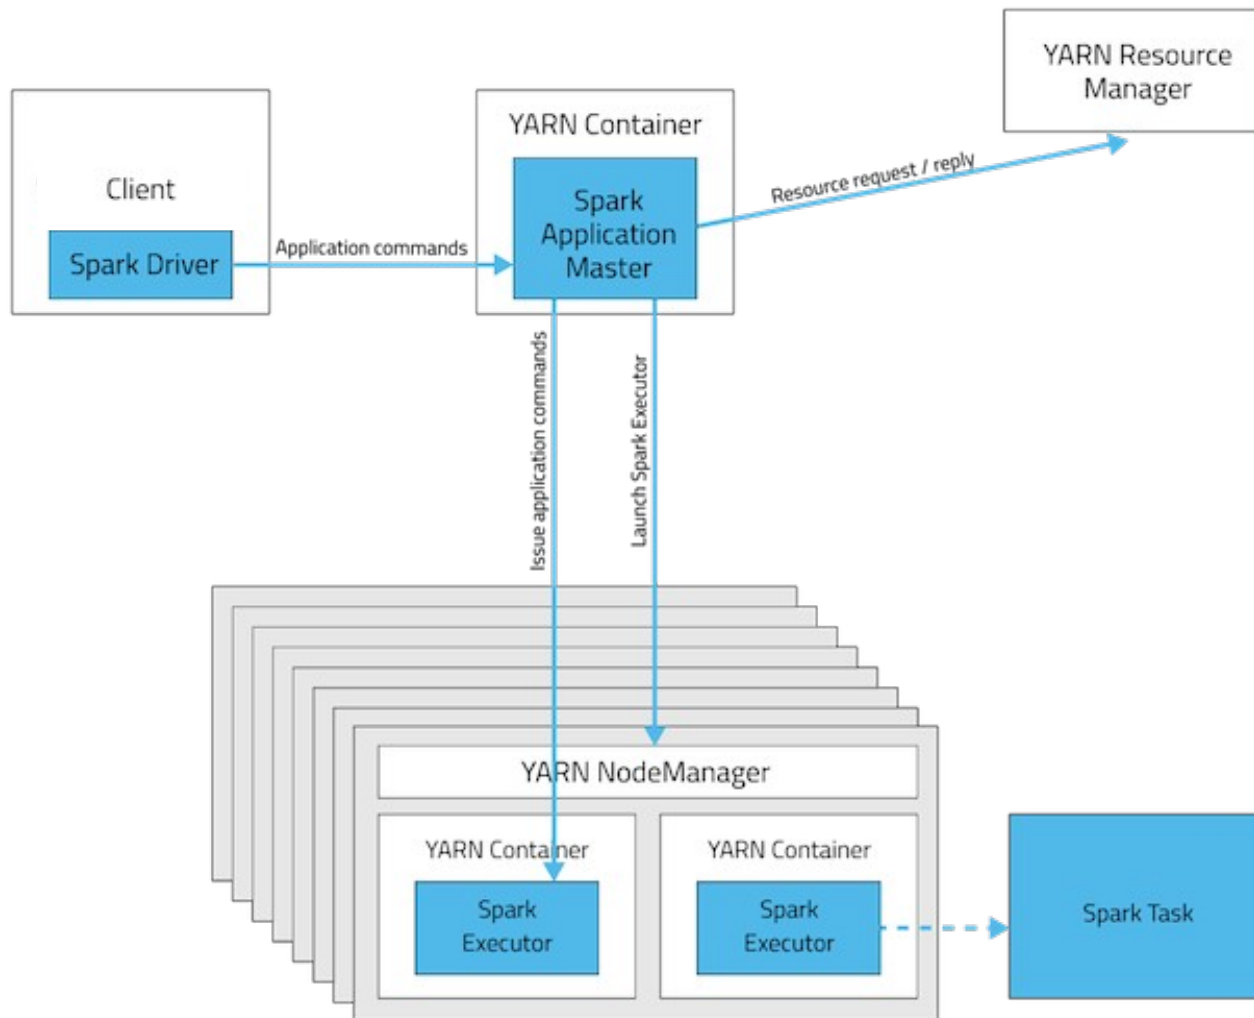 YARN Resource
Manager
YARN Container
Client
Spark
Application
Master
Resource request / reply
Spark Driver
Application commands
Issue application commands
Launch Spark Executor
YARN NodeManager
YARN Container
YARN Container
Spark
Executor
Spark
Executor
Spark Task